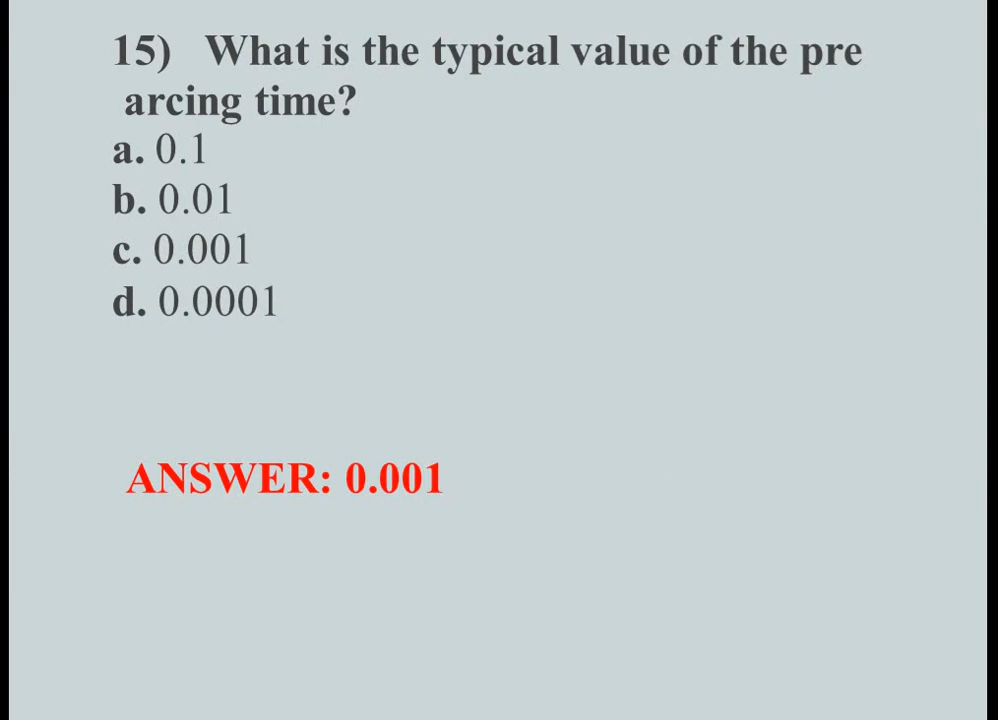 15) What is the typical value of the pre
arcing time?
a. 0.1
b. 0.01
c. 0.001
d. 0.0001
ANSWER: 0.001